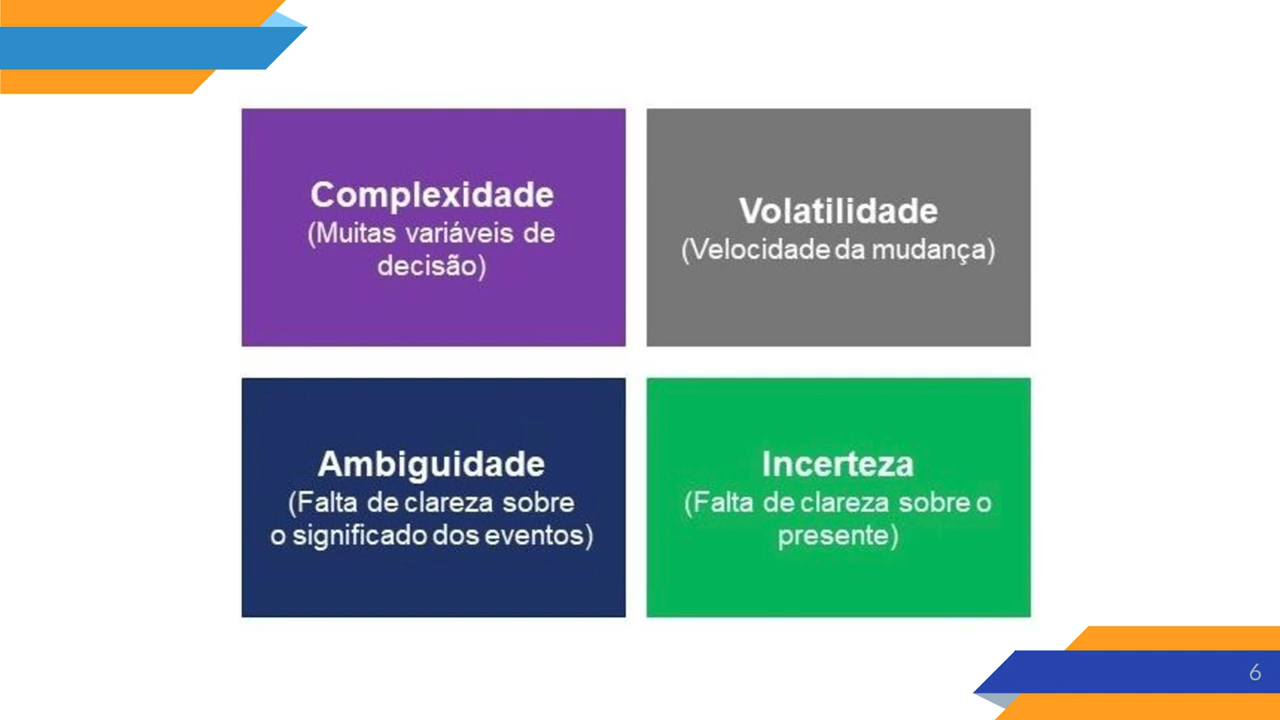 Complexidade
(Muitas variáveis de
decisão)
Volatilidade
(Velocidade da mudança)
Ambiguidade
(Falta de clareza sobre
o significado dos eventos)
Incerteza
(Falta de clareza sobre o
presente)
6